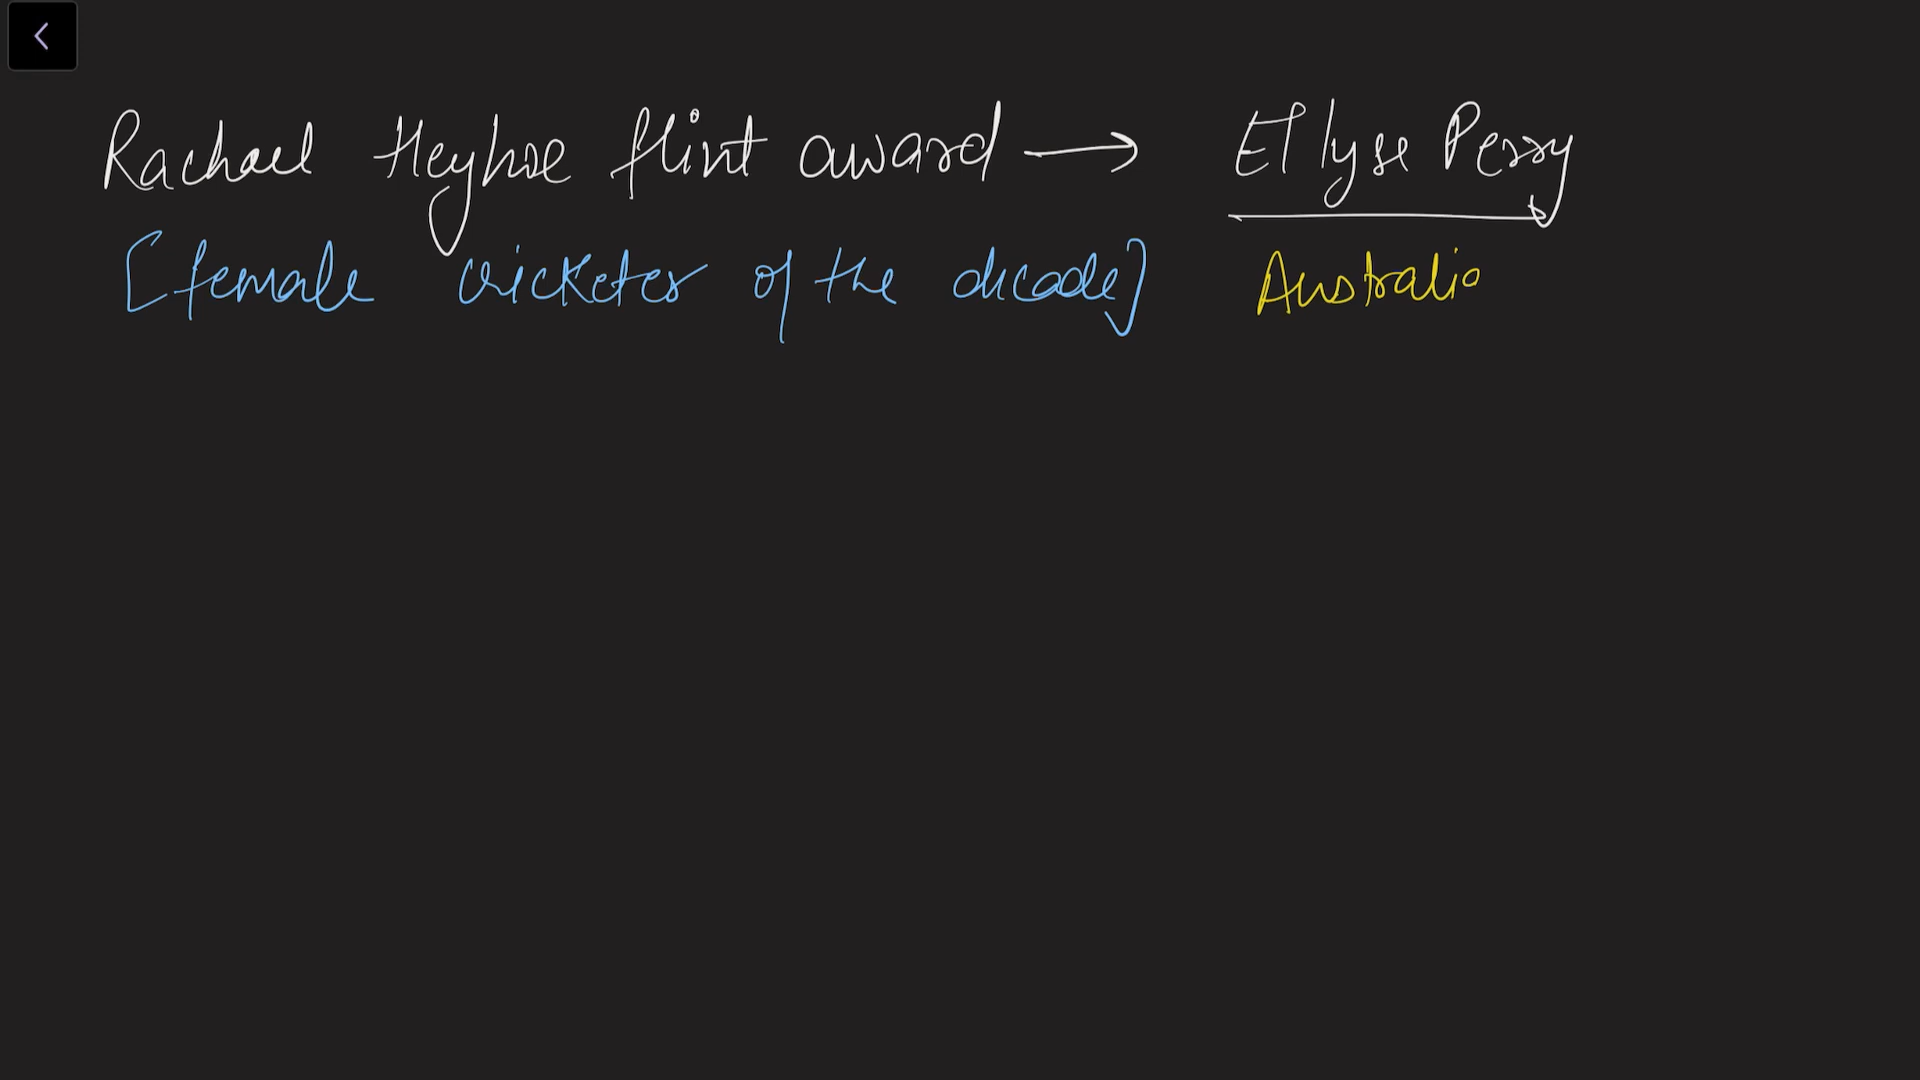 Rachael Heyhoe flint award → Ellyse Perry
[female cricketer of the decade] Australia